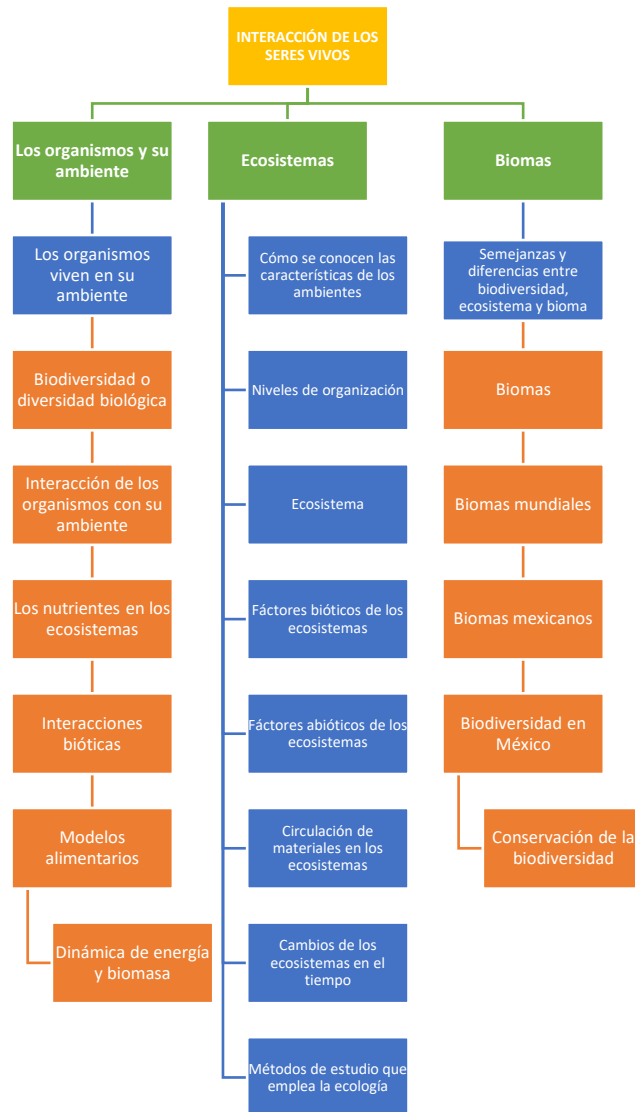 INTERACCIÓN DE LOS
SERES VIVOS
Los organismos y su
ambiente
Los organismos
viven en su
ambiente
Biodiversidad o
diversidad biológica
Interacción de los
organismos con su
ambiente
Los nutrientes en los
ecosistemas
Interacciones
bióticas
Modelos
alimentarios
Dinámica de energía
y biomasa
Ecosistemas
Cómo se conocen las
características de los
ambientes
Niveles de organización
Ecosistema
Fáctores bióticos de los
ecosistemas
Fáctores abióticos de los
ecosistemas
Circulación de
materiales en los
ecosistemas
Cambios de los
ecosistemas en el
tiempo
Métodos de estudio que
emplea la ecología
Biomas
Semejanzas y
diferencias entre
biodiversidad,
ecosistema y bioma
Biomas
Biomas mundiales
Biomas mexicanos
Biodiversidad en
México
Conservación de la
biodiversidad